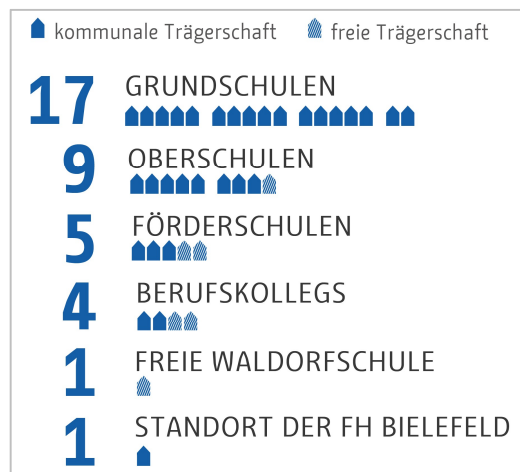 kommunale Trägerschaft freie Trägerschaft
17 GRUNDSCHULEN
9 OBERSCHULEN
5 FÖRDERSCHULEN
4 BERUFSKOLLEGS
1 FREIE WALDORFSCHULE
1 STANDORT DER FH BIELEFELD